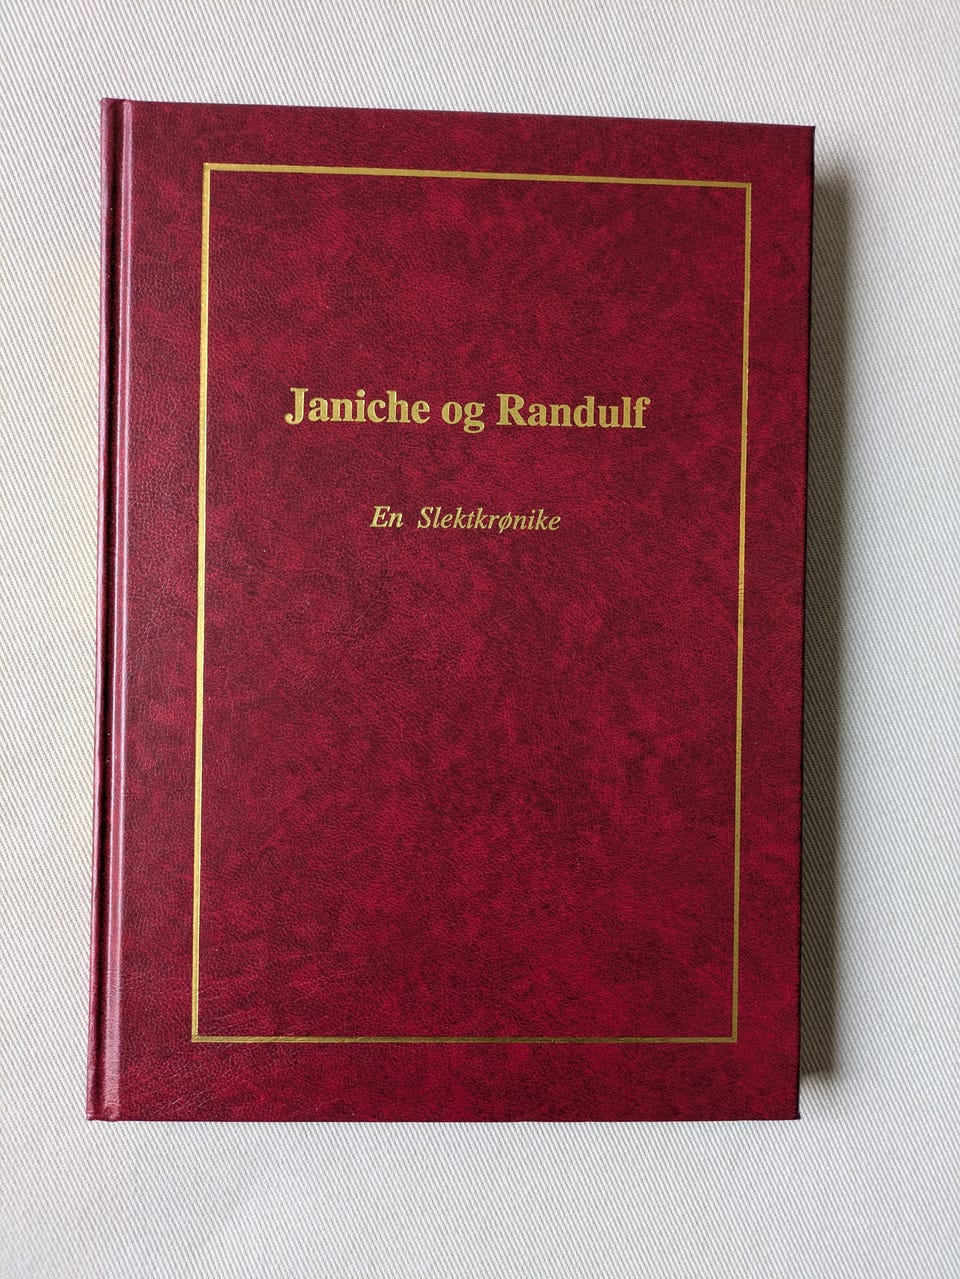 Janiche og Randulf
En Slektkrønike